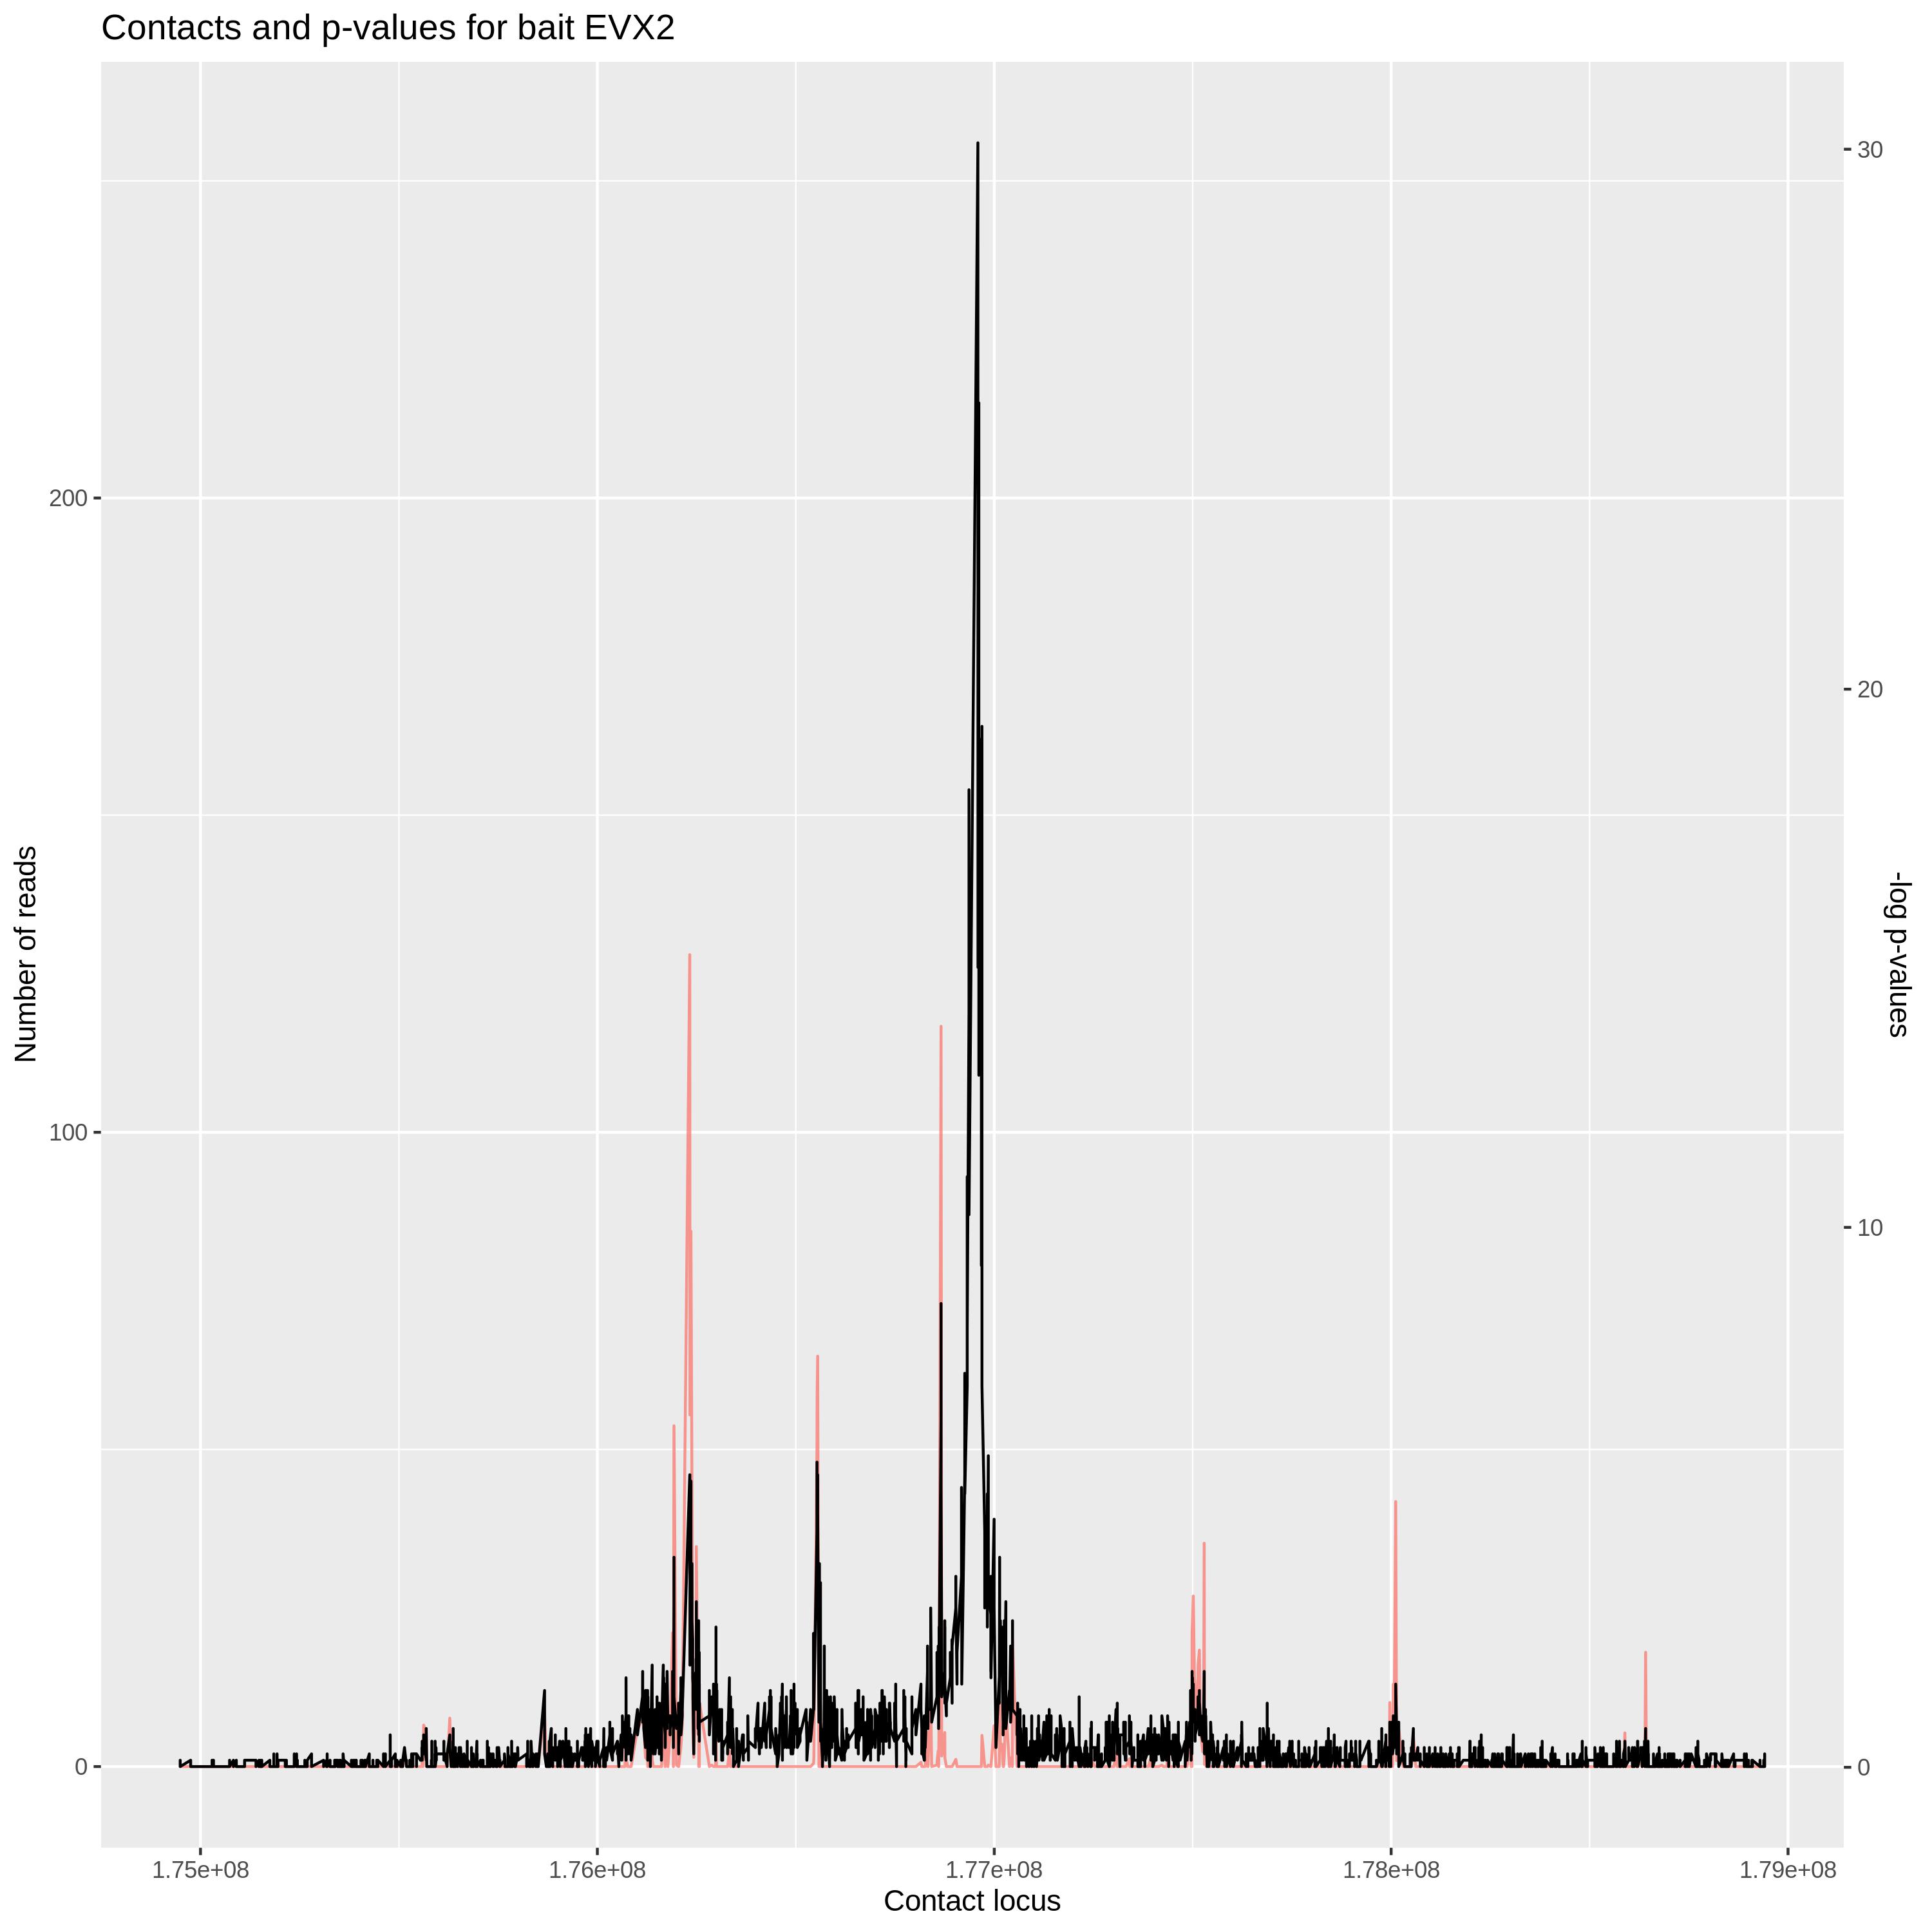 Contacts and p-values for bait EVX2
30
200
20
Number of reads
-log p-values
100
10
0
0
1.75e+08
1.76e+08
1.77e+08
1.78e+08
1.79e+08
Contact locus